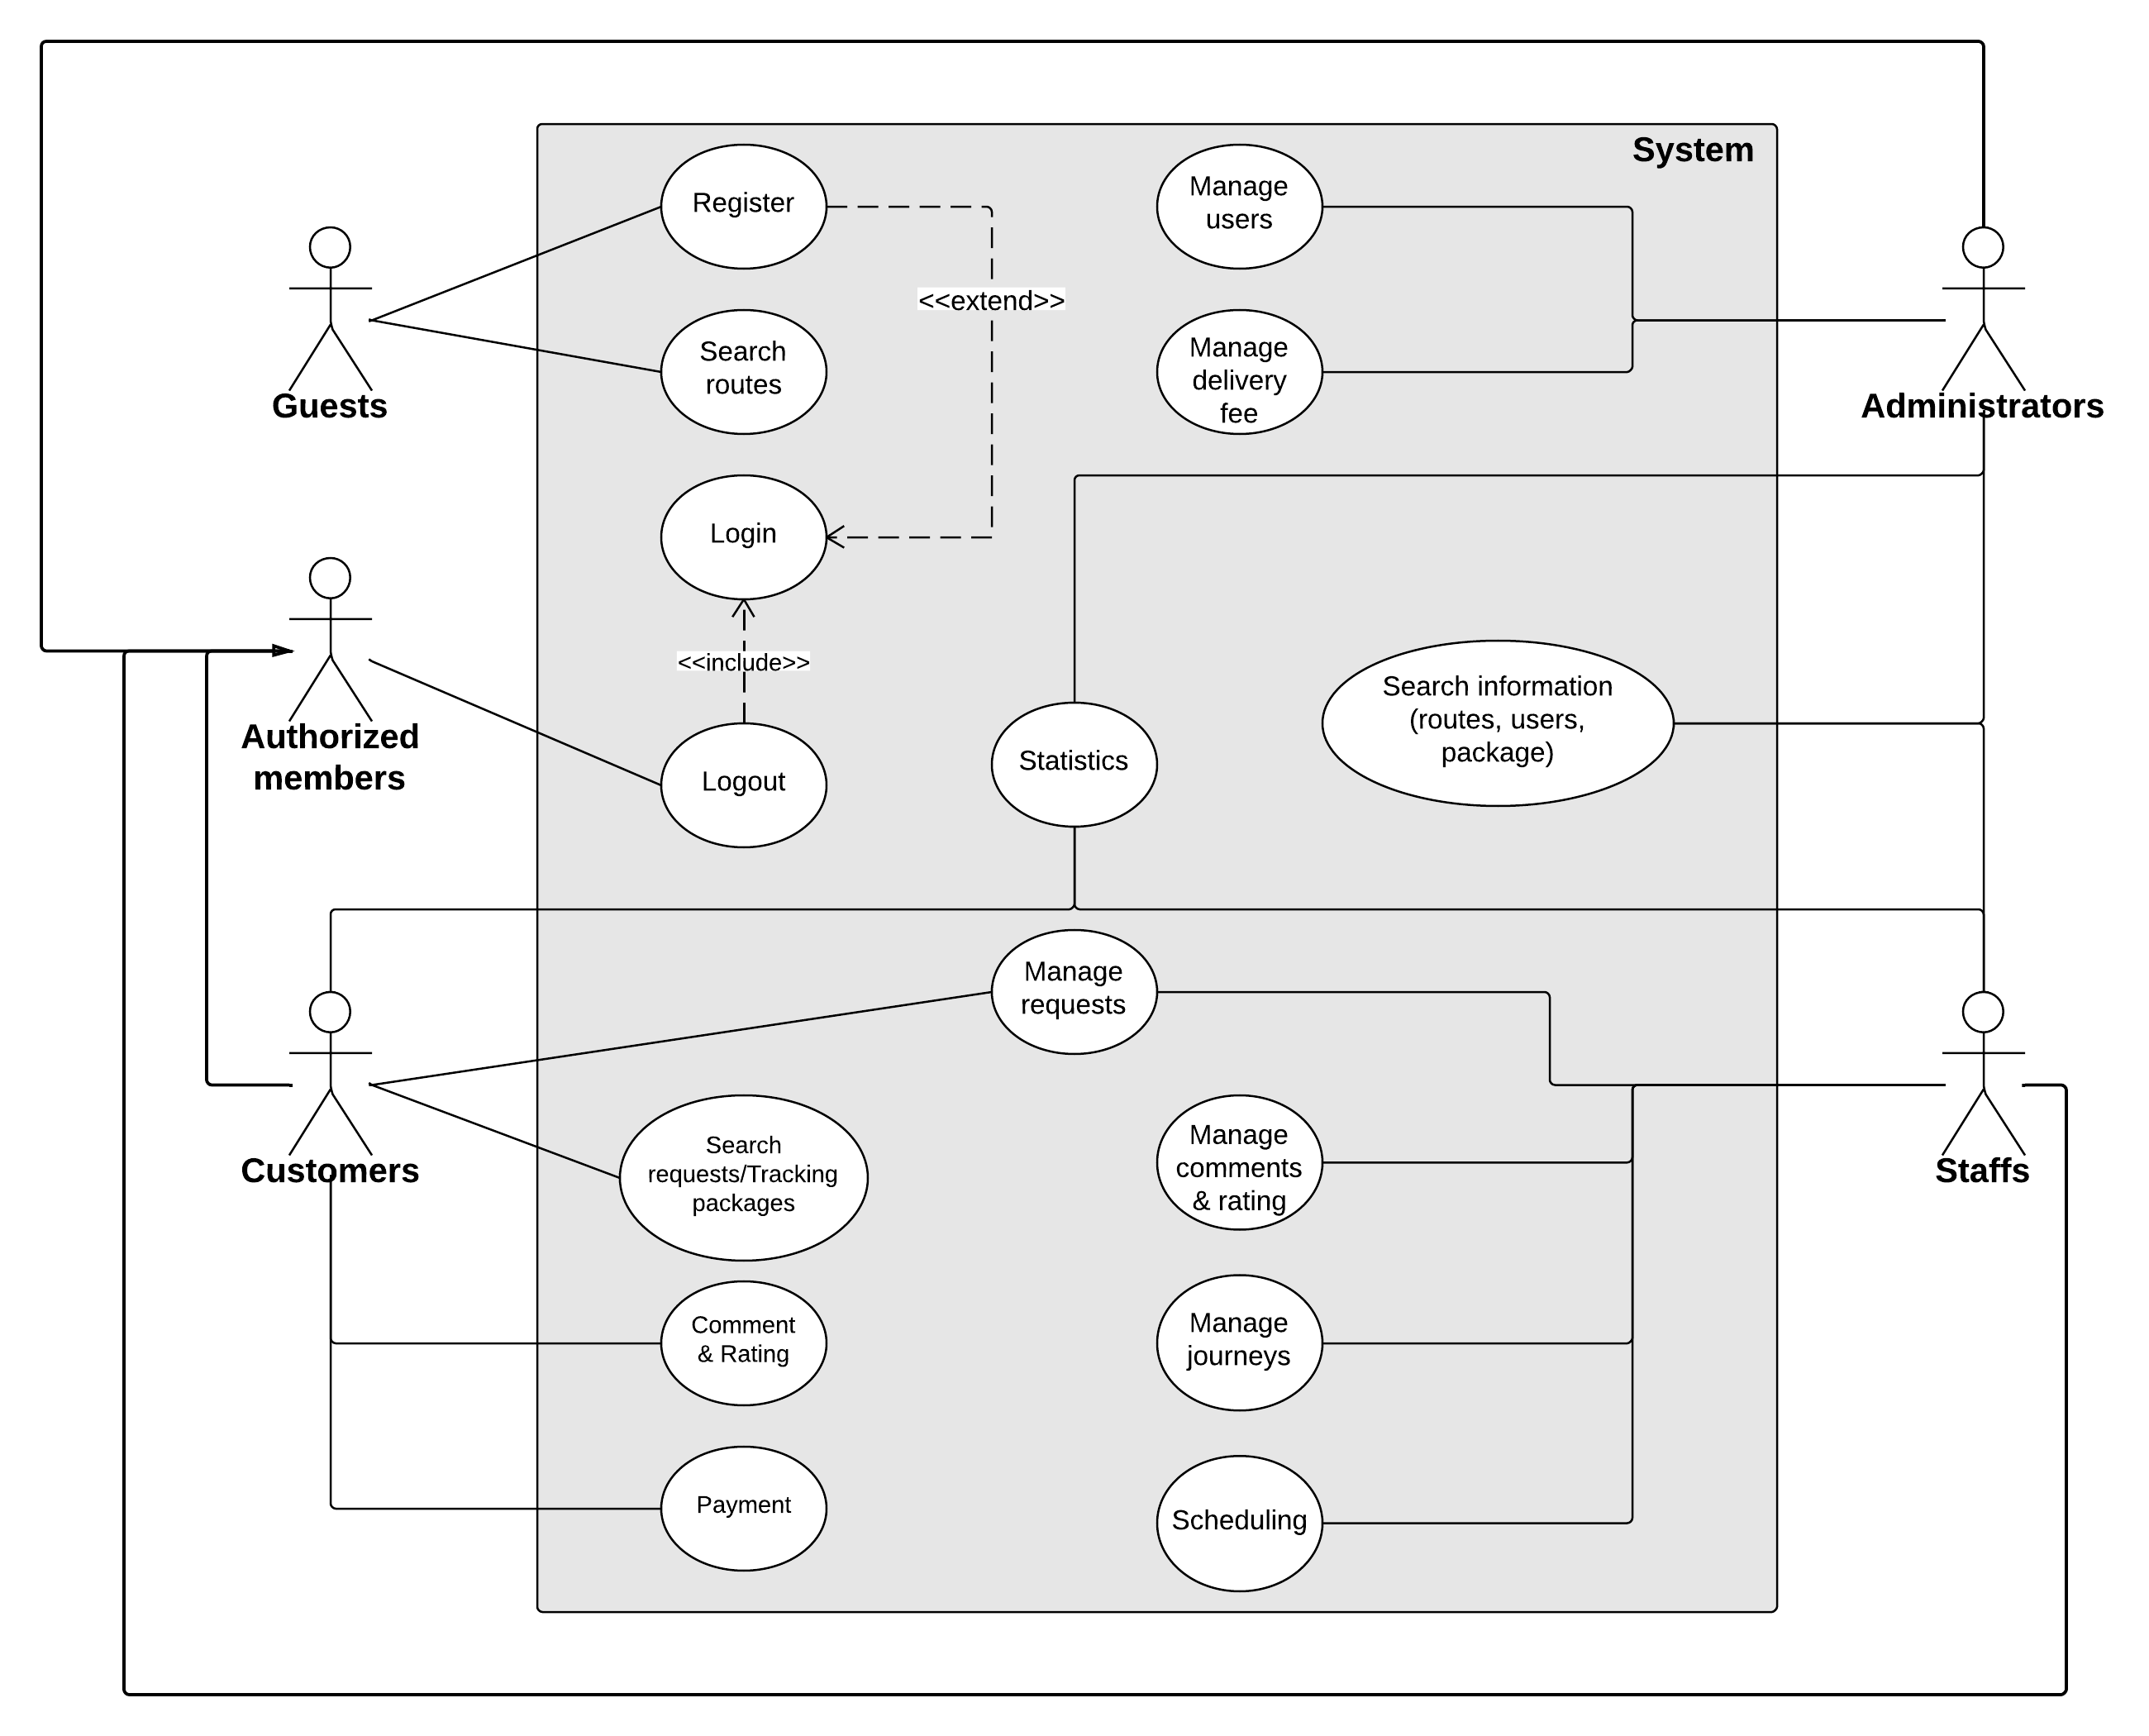 System
Register
Manage
users
<<extend>>
Search
routes
Manage
delivery
fee
Guests
Administrators
Login
<<include>>
Search information
(routes, users,
package)
Authorized
members
Logout
Statistics
Manage
requests
Customers
Search
requests/Tracking
packages
Manage
comments
& rating
Staffs
Comment
& Rating
Manage
journeys
Payment
Scheduling